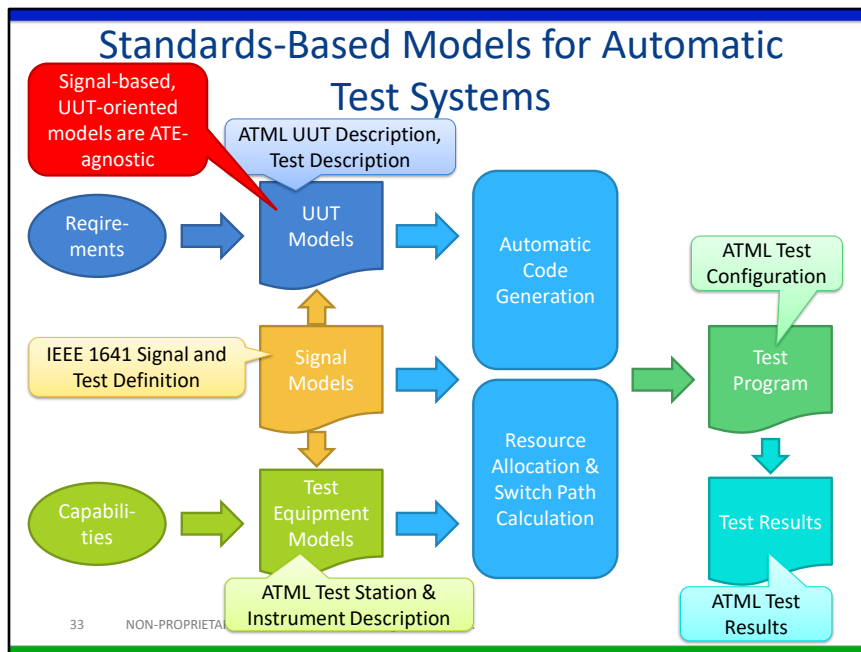 Standards-Based Models for Automatic
Test Systems
Signal-based,
UUT-oriented
models are ATE-
agnostic
ATML UUT Description,
Test Description
Reqire-
ments
UUT
Models
Automatic
Code
Generation
ATML Test
Configuration
IEEE 1641 Signal and
Test Definition
Signal
Models
Test
Program
Resource
Allocation &
Switch Path
Calculation
Capabili-
ties
Test
Equipment
Models
Test Results
ATML Test Station &
Instrument Description
ATML Test
Results
33